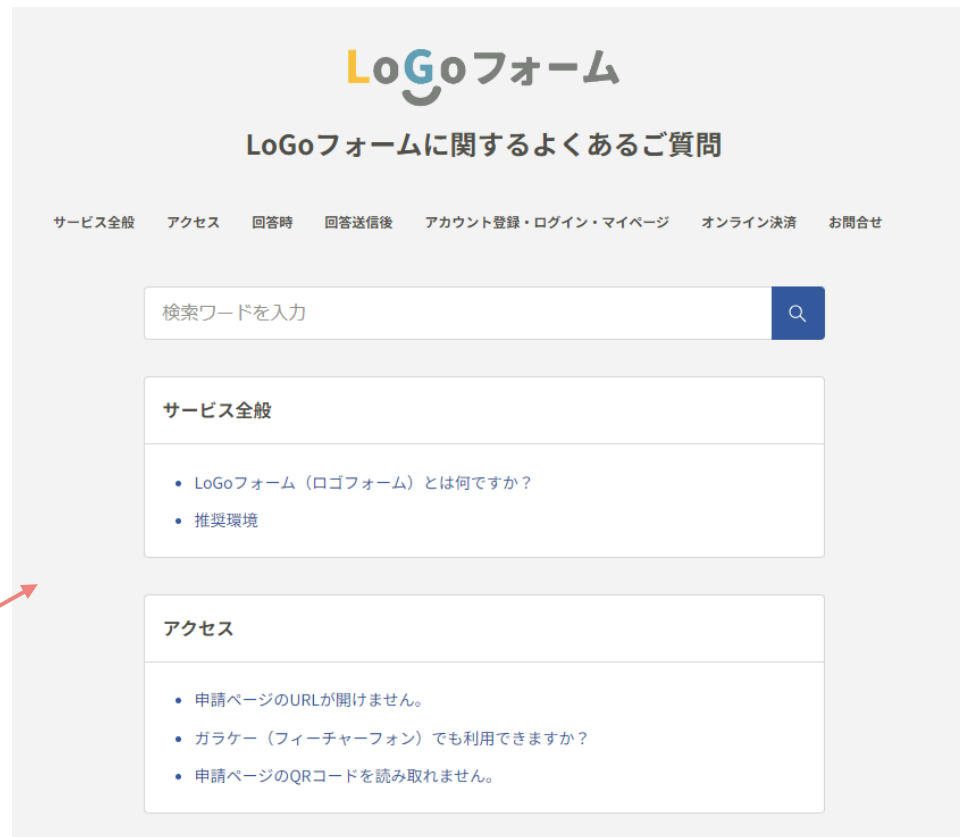 LoGoフォーム
LoGoフォームに関するよくあるご質問
サービス全般 アクセス 回答時 回答送信後 アカウント登録・ログイン・マイページ オンライン決済 お問合せ
検索ワードを入力
サービス全般
LoGoフォーム（ロゴフォーム）とは何ですか？
推奨環境
アクセス
申請ページのURLが開けません。
ガラケー（フィーチャーフォン）でも利用できますか？
申請ページのQRコードを読み取れません。